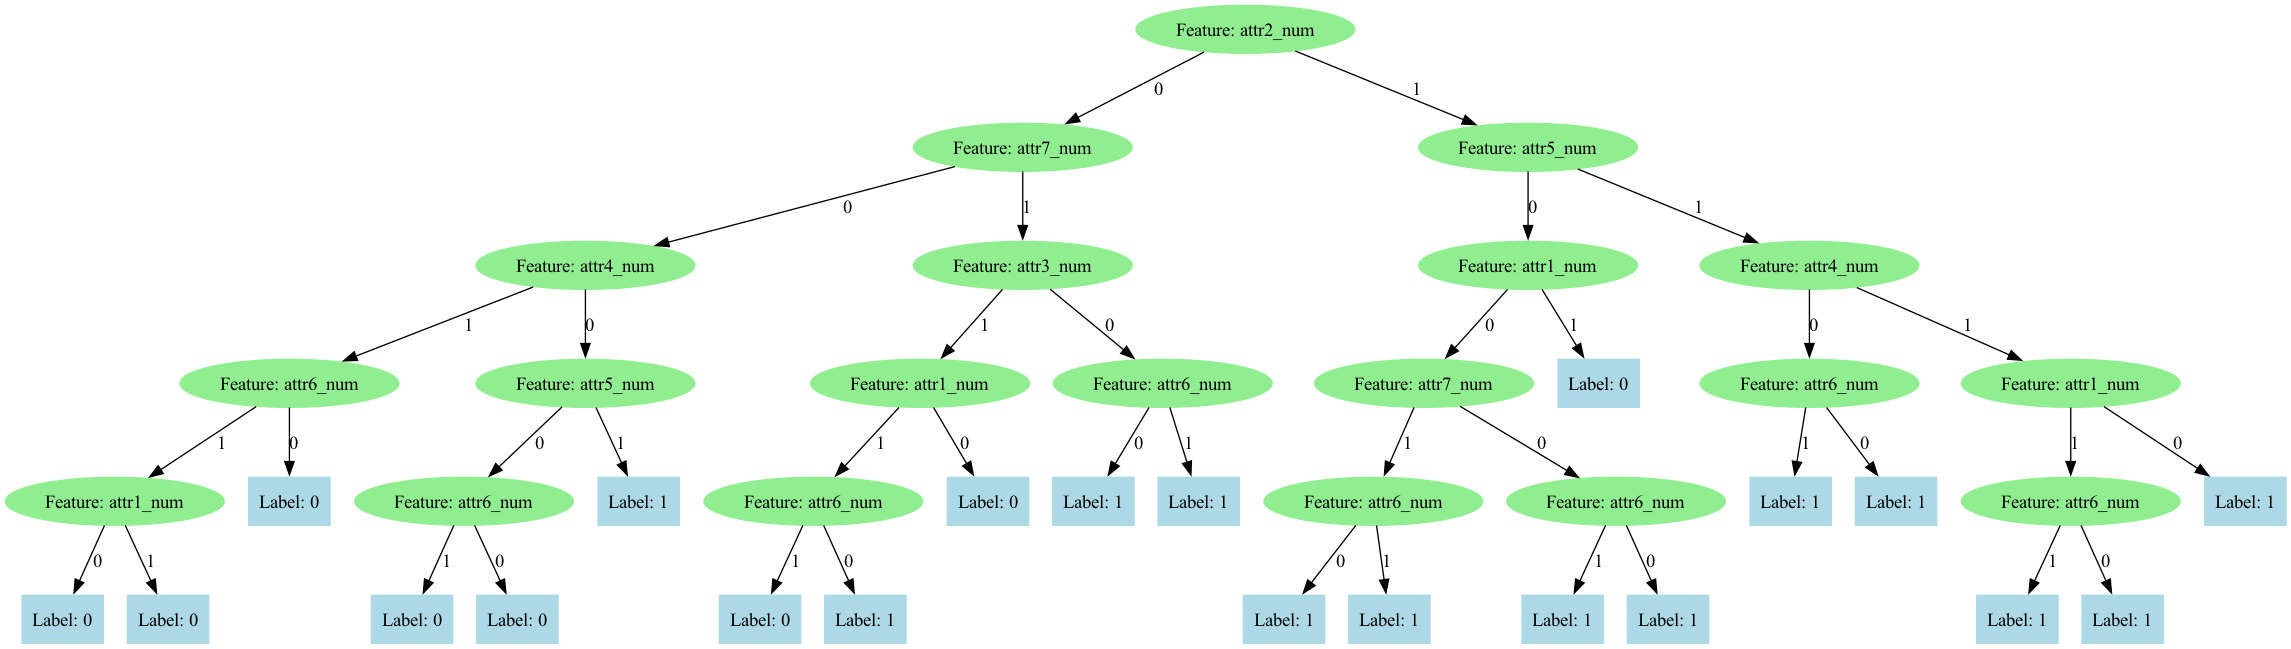 Feature: attr2_num
0
1
Feature: attr7_num
Feature: attr5_num
0
1
0
1
Feature: attr4_num
Feature: attr3_num
Feature: attr1_num
Feature: attr4_num
1
0
1
0
0
1
0
1
Feature: attr6_num
Feature: attr5_num
Feature: attr1_num
Feature: attr6_num
Feature: attr7_num
Label: 0
Feature: attr6_num
Feature: attr1_num
1
0
0
1
1
0
0
1
1
0
1
0
1
0
Feature: attr1_num
Label: 0
Feature: attr6_num
Label: 1
Feature: attr6_num
Label: 0
Label: 1
Label: 1
Feature: attr6_num
Feature: attr6_num
Label: 1
Label: 1
Feature: attr6_num
Label: 1
0
1
1
0
1
0
0
1
1
0
1
0
Label: 0
Label: 0
Label: 0
Label: 0
Label: 0
Label: 1
Label: 1
Label: 1
Label: 1
Label: 1
Label: 1
Label: 1